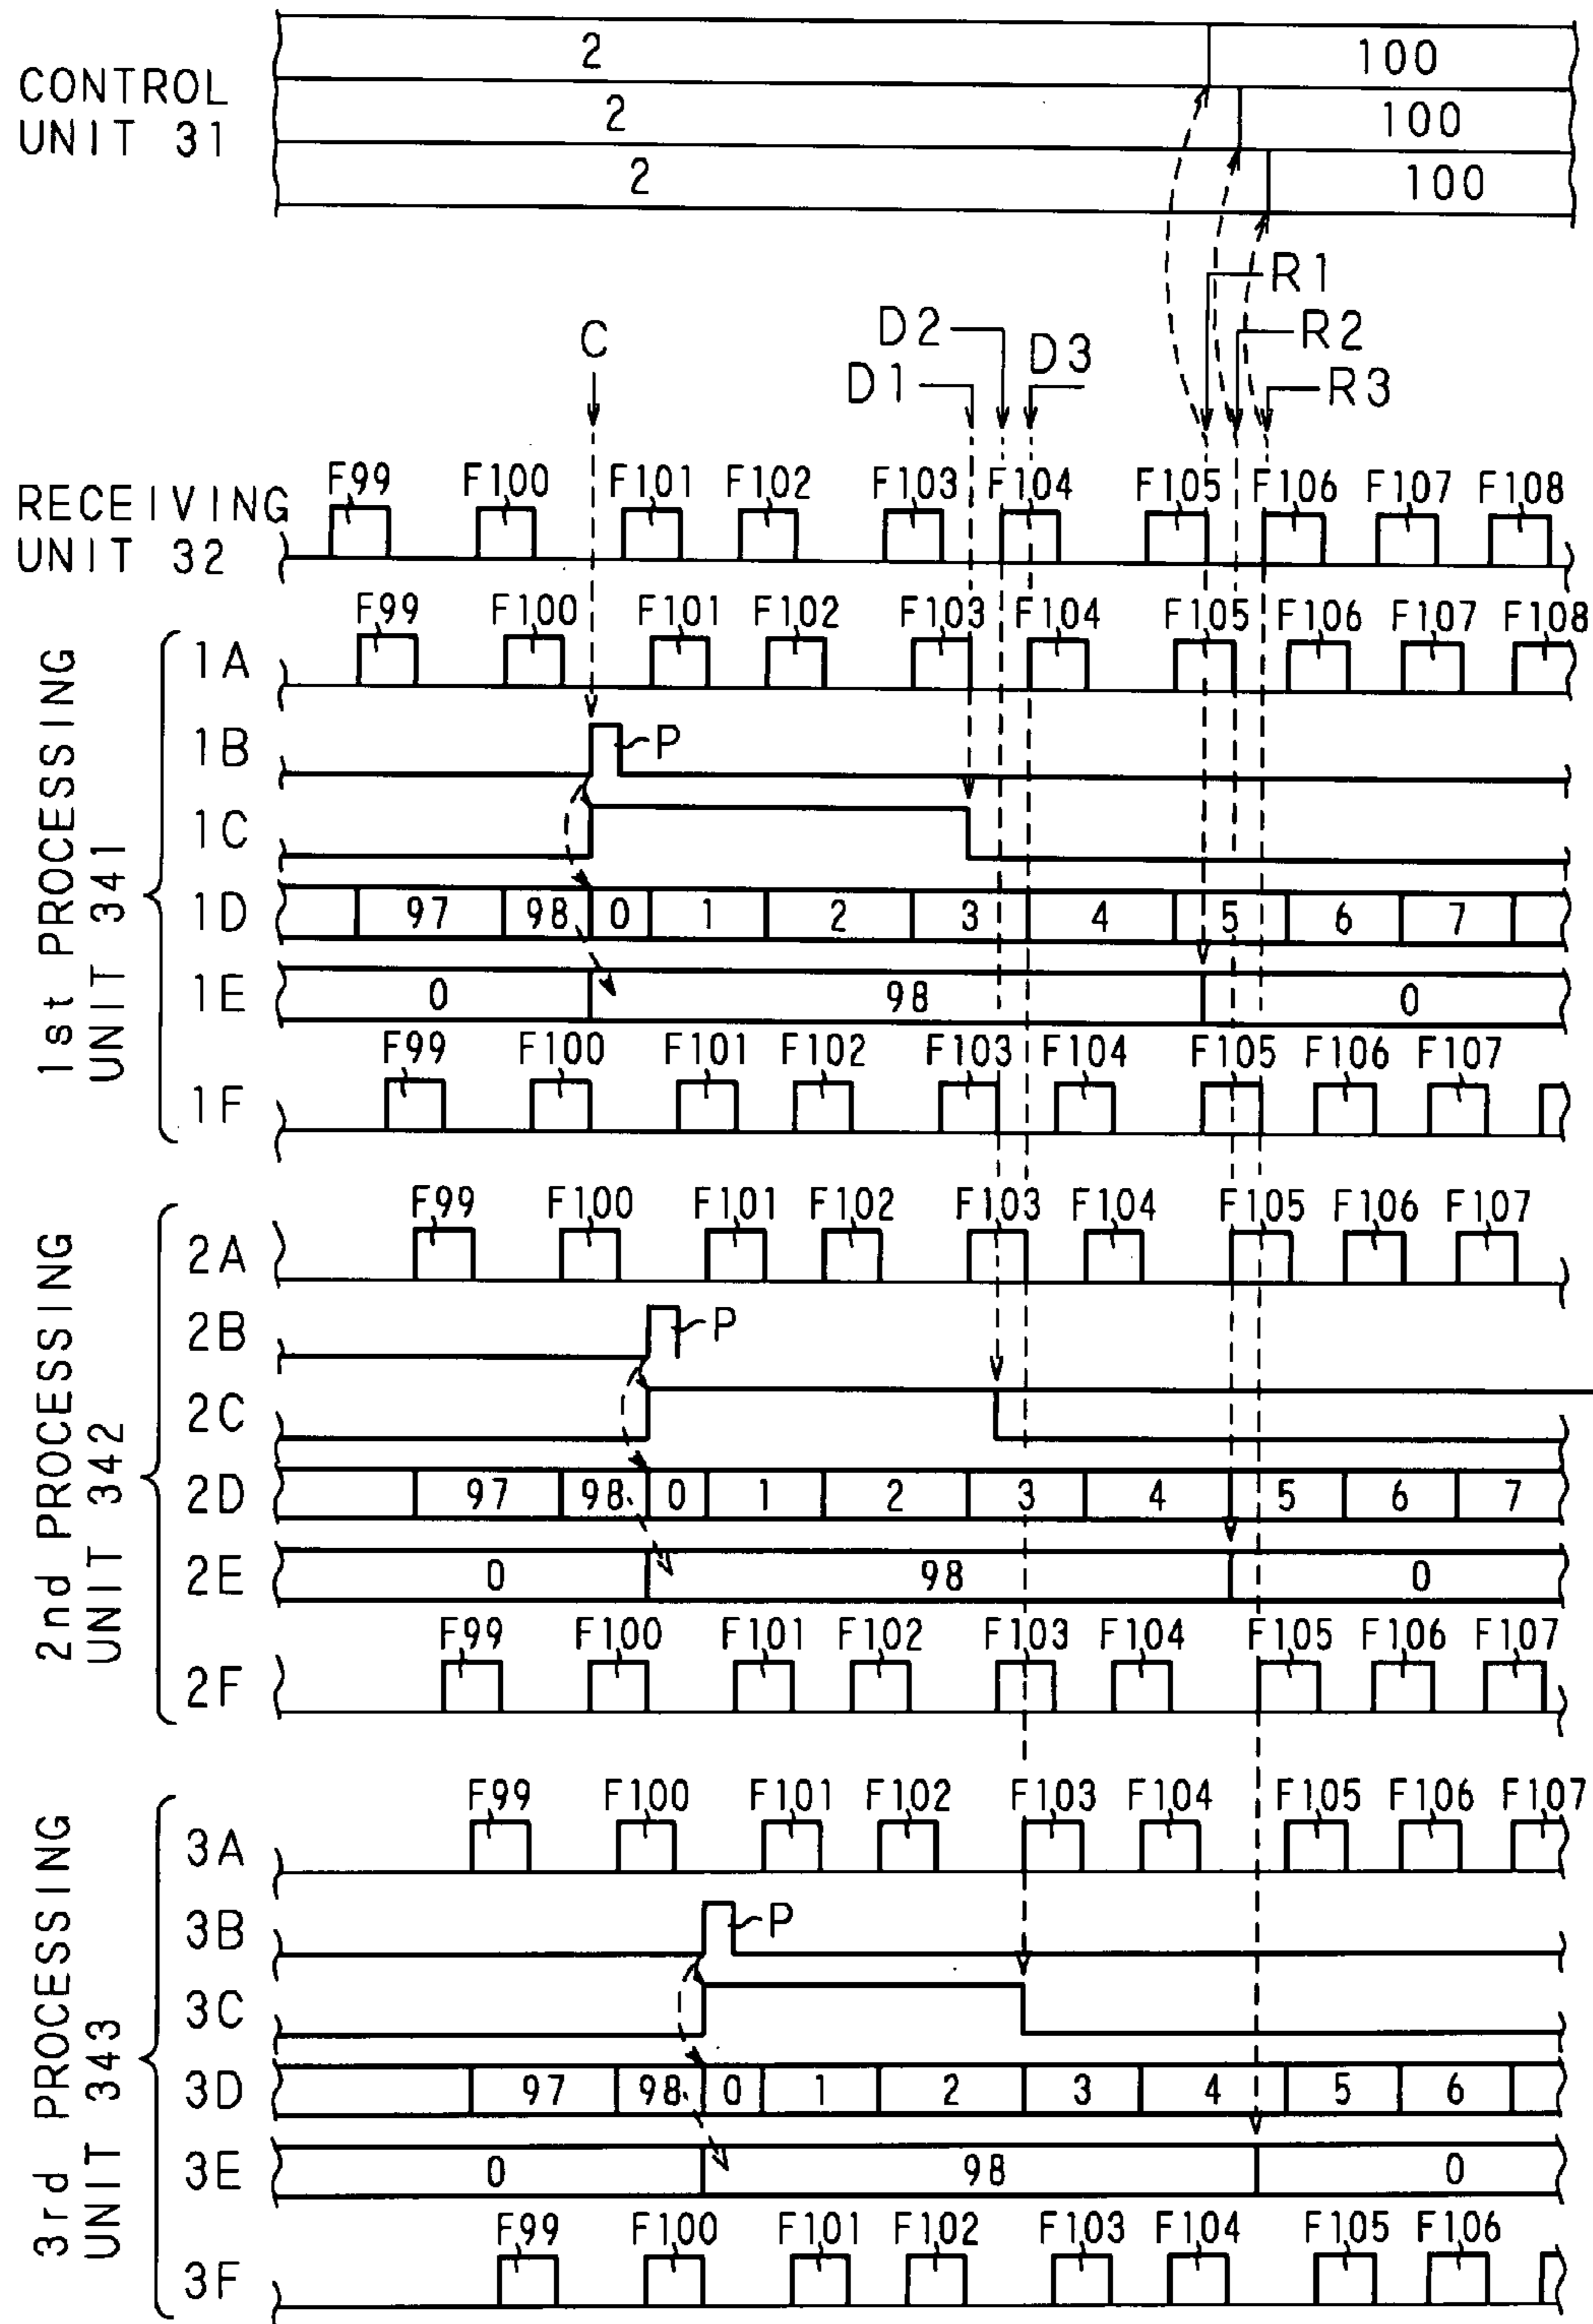 CONTROL
UNIT 31
2 100
2 100
2 100
C
D1
D2
D3
R1
R2
R3
RECEIVING
UNIT 32
F99 F100 F101 F102 F103 F104 F105 F106 F107 F108
1st PROCESSING
UNIT 341
1A F99 F100 F101 F102 F103 F104 F105 F106 F107 F108
1B P
1C
1D 97 98 0 1 2 3 4 5 6 7
1E 0 98 0
1F F99 F100 F101 F102 F103 F104 F105 F106 F107
2nd PROCESSING
UNIT 342
2A F99 F100 F101 F102 F103 F104 F105 F106 F107
2B P
2C
2D 97 98 0 1 2 3 4 5 6 7
2E 0 98 0
2F F99 F100 F101 F102 F103 F104 F105 F106 F107
3rd PROCESSING
UNIT 343
3A F99 F100 F101 F102 F103 F104 F105 F106 F107
3B P
3C
3D 97 98 0 1 2 3 4 5 6
3E 0 98 0
3F F99 F100 F101 F102 F103 F104 F105 F106